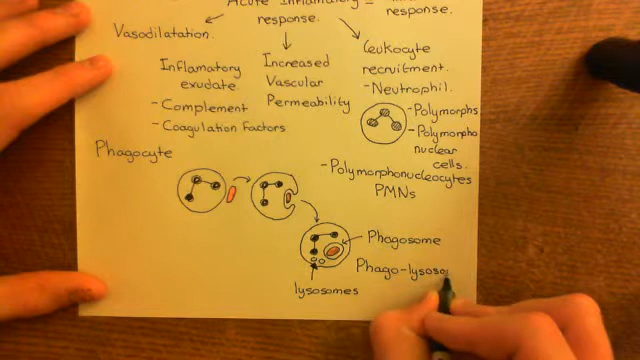 Acute Inflamatory =
response.
response.
Vasodilatation.
Inflamatory
exudate.
- Complement
- Coagulation Factors
Increased
Vascular
Permeability
Leukocyte
recruitment.
- Neutrophil.
- Polymorphs
- Polymorpho
nuclear
cells.
- Polymorphonucleocytes
PMNs
Phagocyte
Phagosome
Phago-lysoso
lysosomes